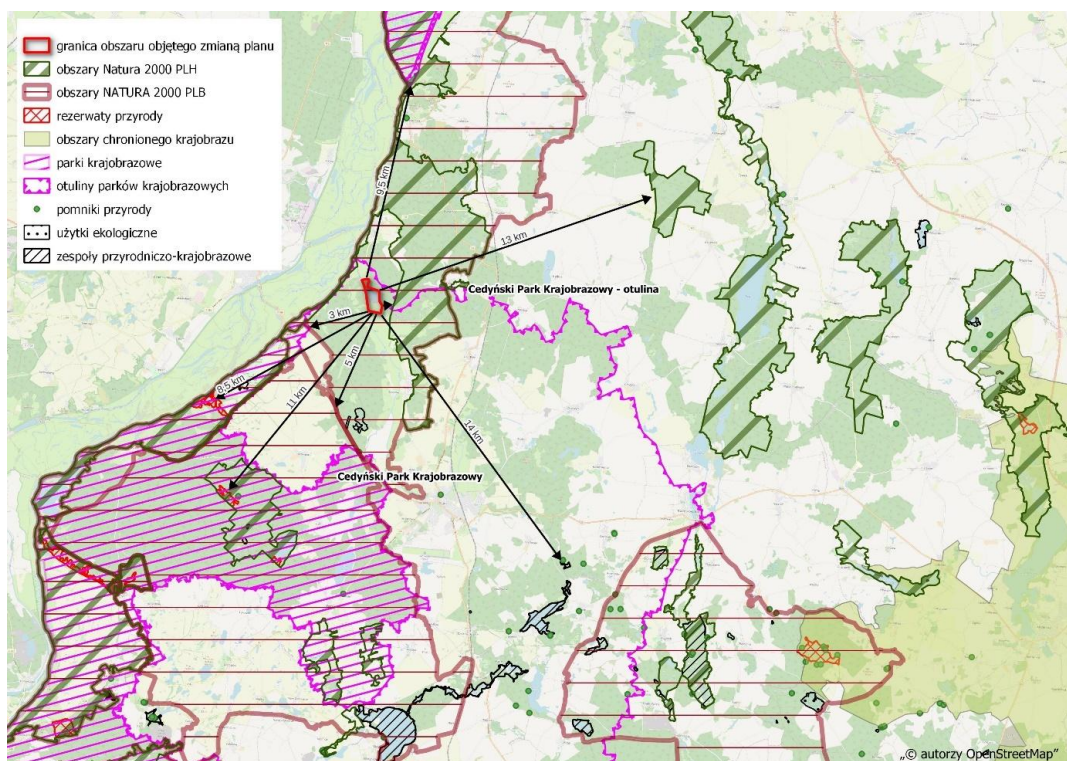 granica obszaru objętego zmianą planu
obszary Natura 2000 PLH
obszary NATURA 2000 PLB
rezerwaty przyrody
obszary chronionego krajobrazu
parki krajobrazowe
otuliny parków krajobrazowych
pomniki przyrody
użytki ekologiczne
zespoły przyrodniczo-krajobrazowe
9,5 km
13 km
Cedyński Park Krajobrazowy - otulina
3 km
5 km
8,5 km
11 km
14 km
Cedyński Park Krajobrazowy
„© autorzy OpenStreetMap”